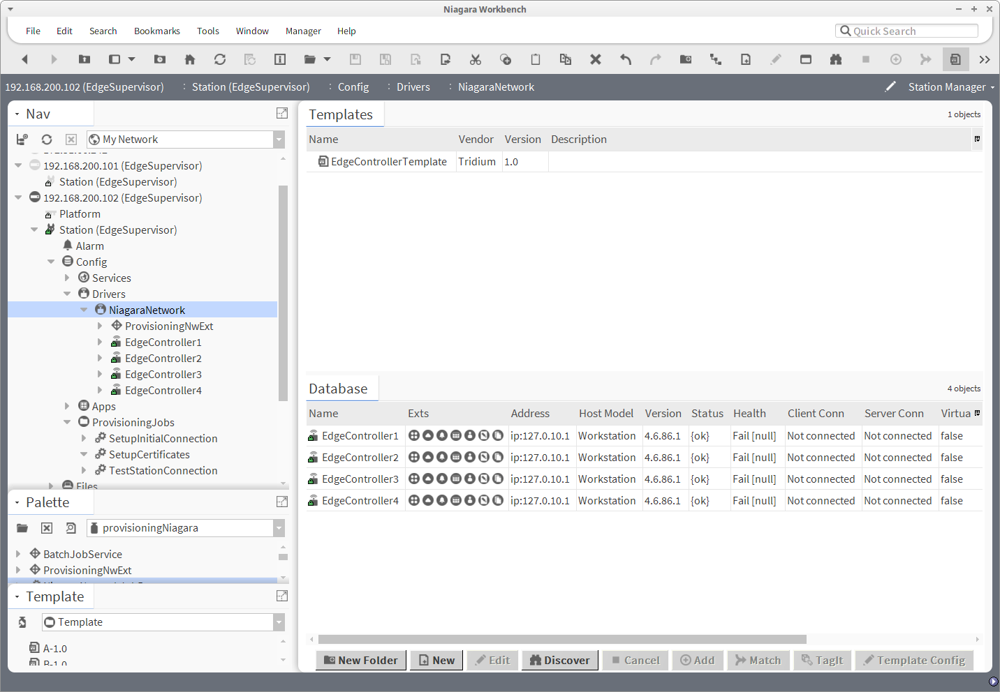 Niagara Workbench
File Edit Search Bookmarks Tools Window Manager Help
Quick Search
192.168.200.102 (EdgeSupervisor) : Station (EdgeSupervisor) : Config : Drivers : NiagaraNetwork
Station Manager
Nav
My Network
192.168.200.101 (EdgeSupervisor)
Station (EdgeSupervisor)
192.168.200.102 (EdgeSupervisor)
Platform
Station (EdgeSupervisor)
Alarm
Config
Services
Drivers
NiagaraNetwork
ProvisioningNwExt
EdgeController1
EdgeController2
EdgeController3
EdgeController4
Apps
ProvisioningJobs
SetupInitialConnection
SetupCertificates
TestStationConnection
Files
Palette
provisioningNiagara
BatchJobService
ProvisioningNwExt
Template
Template
A-1.0
B-1.0
Templates
1 objects
Name Vendor Version Description
EdgeControllerTemplate Tridium 1.0
Database
4 objects
Name Exts Address Host Model Version Status Health Client Conn Server Conn Virtua
EdgeController1 ip:127.0.10.1 Workstation 4.6.86.1 {ok} Fail [null] Not connected Not connected false
EdgeController2 ip:127.0.10.1 Workstation 4.6.86.1 {ok} Fail [null] Not connected Not connected false
EdgeController3 ip:127.0.10.1 Workstation 4.6.86.1 {ok} Fail [null] Not connected Not connected false
EdgeController4 ip:127.0.10.1 Workstation 4.6.86.1 {ok} Fail [null] Not connected Not connected false
New Folder New Edit Discover Cancel Add Match TagIt Template Config